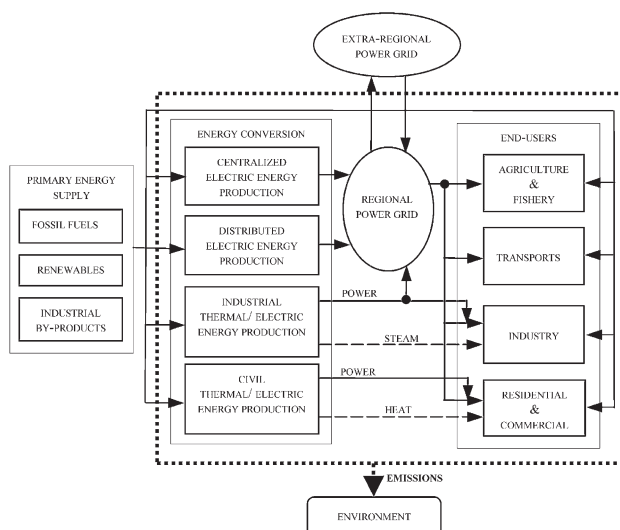 EXTRA-REGIONAL
POWER GRID
ENERGY CONVERSION
END-USERS
PRIMARY ENERGY
SUPPLY
FOSSIL FUELS
RENEWABLES
INDUSTRIAL
BY-PRODUCTS
CENTRALIZED
ELECTRIC ENERGY
PRODUCTION
DISTRIBUTED
ELECTRIC ENERGY
PRODUCTION
INDUSTRIAL
THERMAL/ ELECTRIC
ENERGY PRODUCTION
CIVIL
THERMAL/ ELECTRIC
ENERGY PRODUCTION
REGIONAL
POWER GRID
POWER
STEAM
POWER
HEAT
AGRICULTURE
&
FISHERY
TRANSPORTS
INDUSTRY
RESIDENTIAL
&
COMMERCIAL
EMISSIONS
ENVIRONMENT